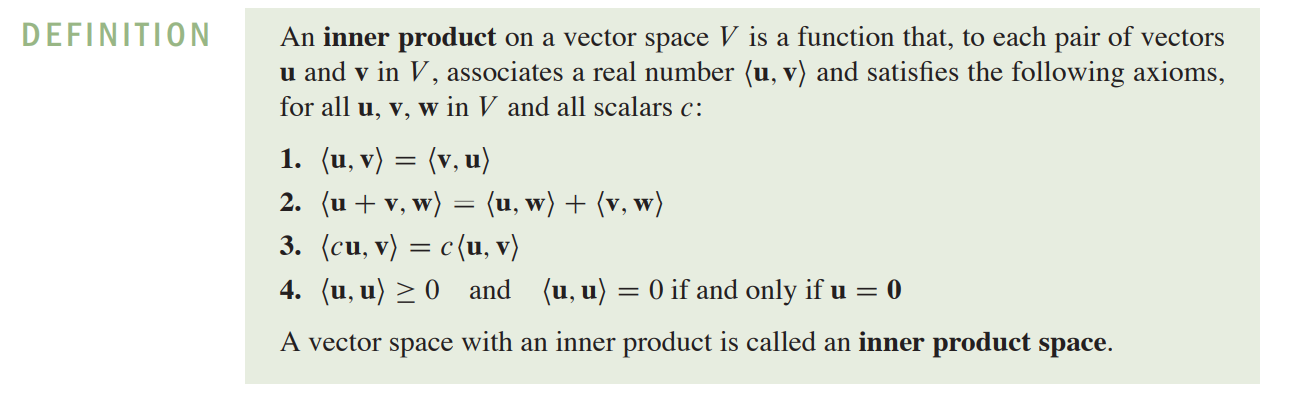 DEFINITION
An inner product on a vector space V is a function that, to each pair of vectors
u and v in V, associates a real number ⟨u, v⟩ and satisfies the following axioms,
for all u, v, w in V and all scalars c:
1. ⟨u, v⟩ = ⟨v, u⟩
2. ⟨u + v, w⟩ = ⟨u, w⟩ + ⟨v, w⟩
3. ⟨cu, v⟩ = c⟨u, v⟩
4. ⟨u, u⟩ ≥ 0 and ⟨u, u⟩ = 0 if and only if u = 0
A vector space with an inner product is called an inner product space.